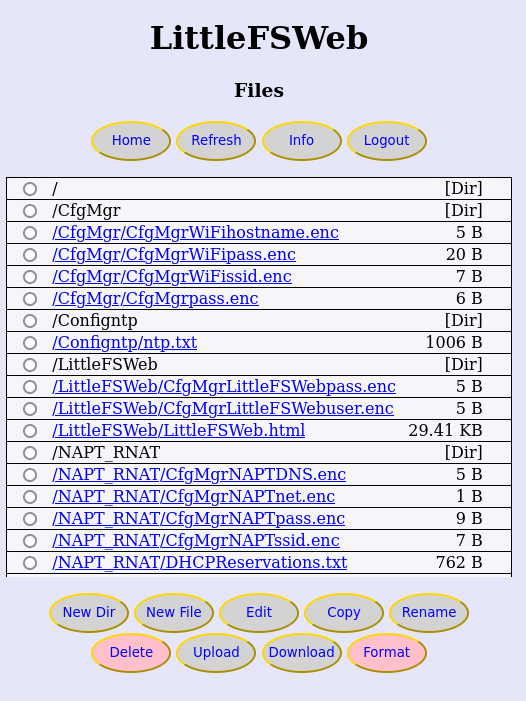 LittleFSWeb
Files
Home Refresh Info Logout
/ [Dir]
/CfgMgr [Dir]
/CfgMgr/CfgMgrWiFihostname.enc 5 B
/CfgMgr/CfgMgrWiFipass.enc 20 B
/CfgMgr/CfgMgrWiFissid.enc 7 B
/CfgMgr/CfgMgrpass.enc 6 B
/Configntp [Dir]
/Configntp/ntp.txt 1006 B
/LittleFSWeb [Dir]
/LittleFSWeb/CfgMgrLittleFSWebpass.enc 5 B
/LittleFSWeb/CfgMgrLittleFSWebuser.enc 5 B
/LittleFSWeb/LittleFSWeb.html 29.41 KB
/NAPT_RNAT [Dir]
/NAPT_RNAT/CfgMgrNAPTDNS.enc 5 B
/NAPT_RNAT/CfgMgrNAPTnet.enc 1 B
/NAPT_RNAT/CfgMgrNAPTpass.enc 9 B
/NAPT_RNAT/CfgMgrNAPTssid.enc 7 B
/NAPT_RNAT/DHCPReservations.txt 762 B
New Dir New File Edit Copy Rename
Delete Upload Download Format